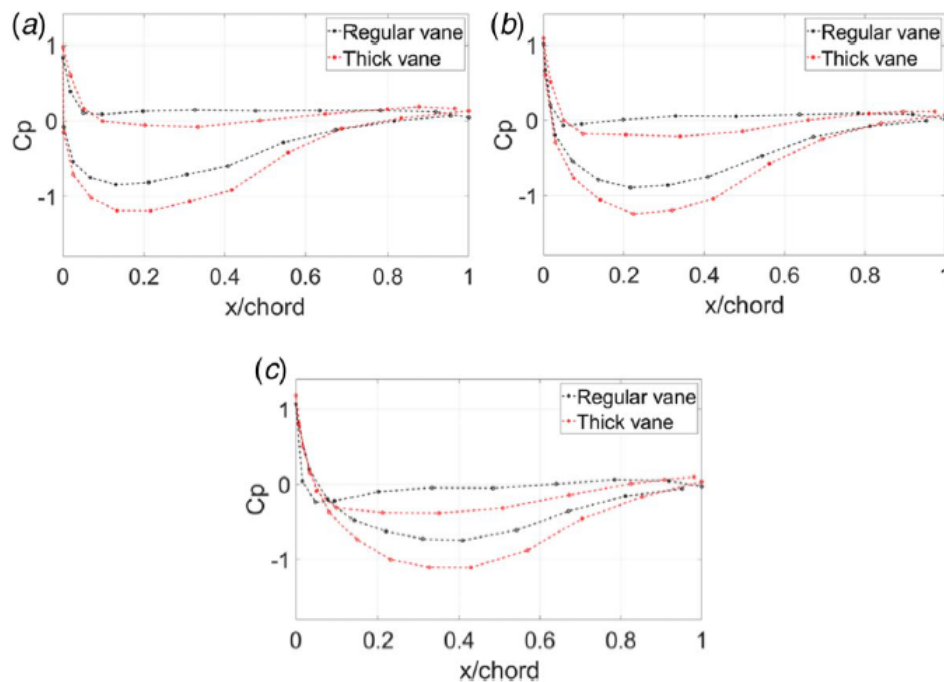 (a)
1
0
-1
Cp
Regular vane
Thick vane
0 0.2 0.4 0.6 0.8 1
x/chord
(b)
1
0
-1
Cp
Regular vane
Thick vane
0 0.2 0.4 0.6 0.8 1
x/chord
(c)
1
0
-1
Cp
Regular vane
Thick vane
0 0.2 0.4 0.6 0.8 1
x/chord